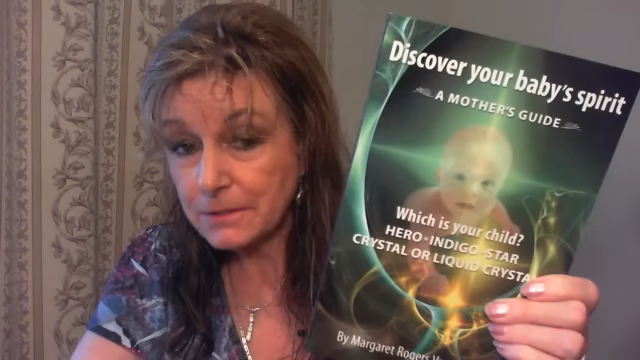 Discover your baby's spirit
A MOTHER'S GUIDE
Which is your child?
HERO·INDIGO·STAR
CRYSTAL OR LIQUID CRYSTA
By Margaret Rogers